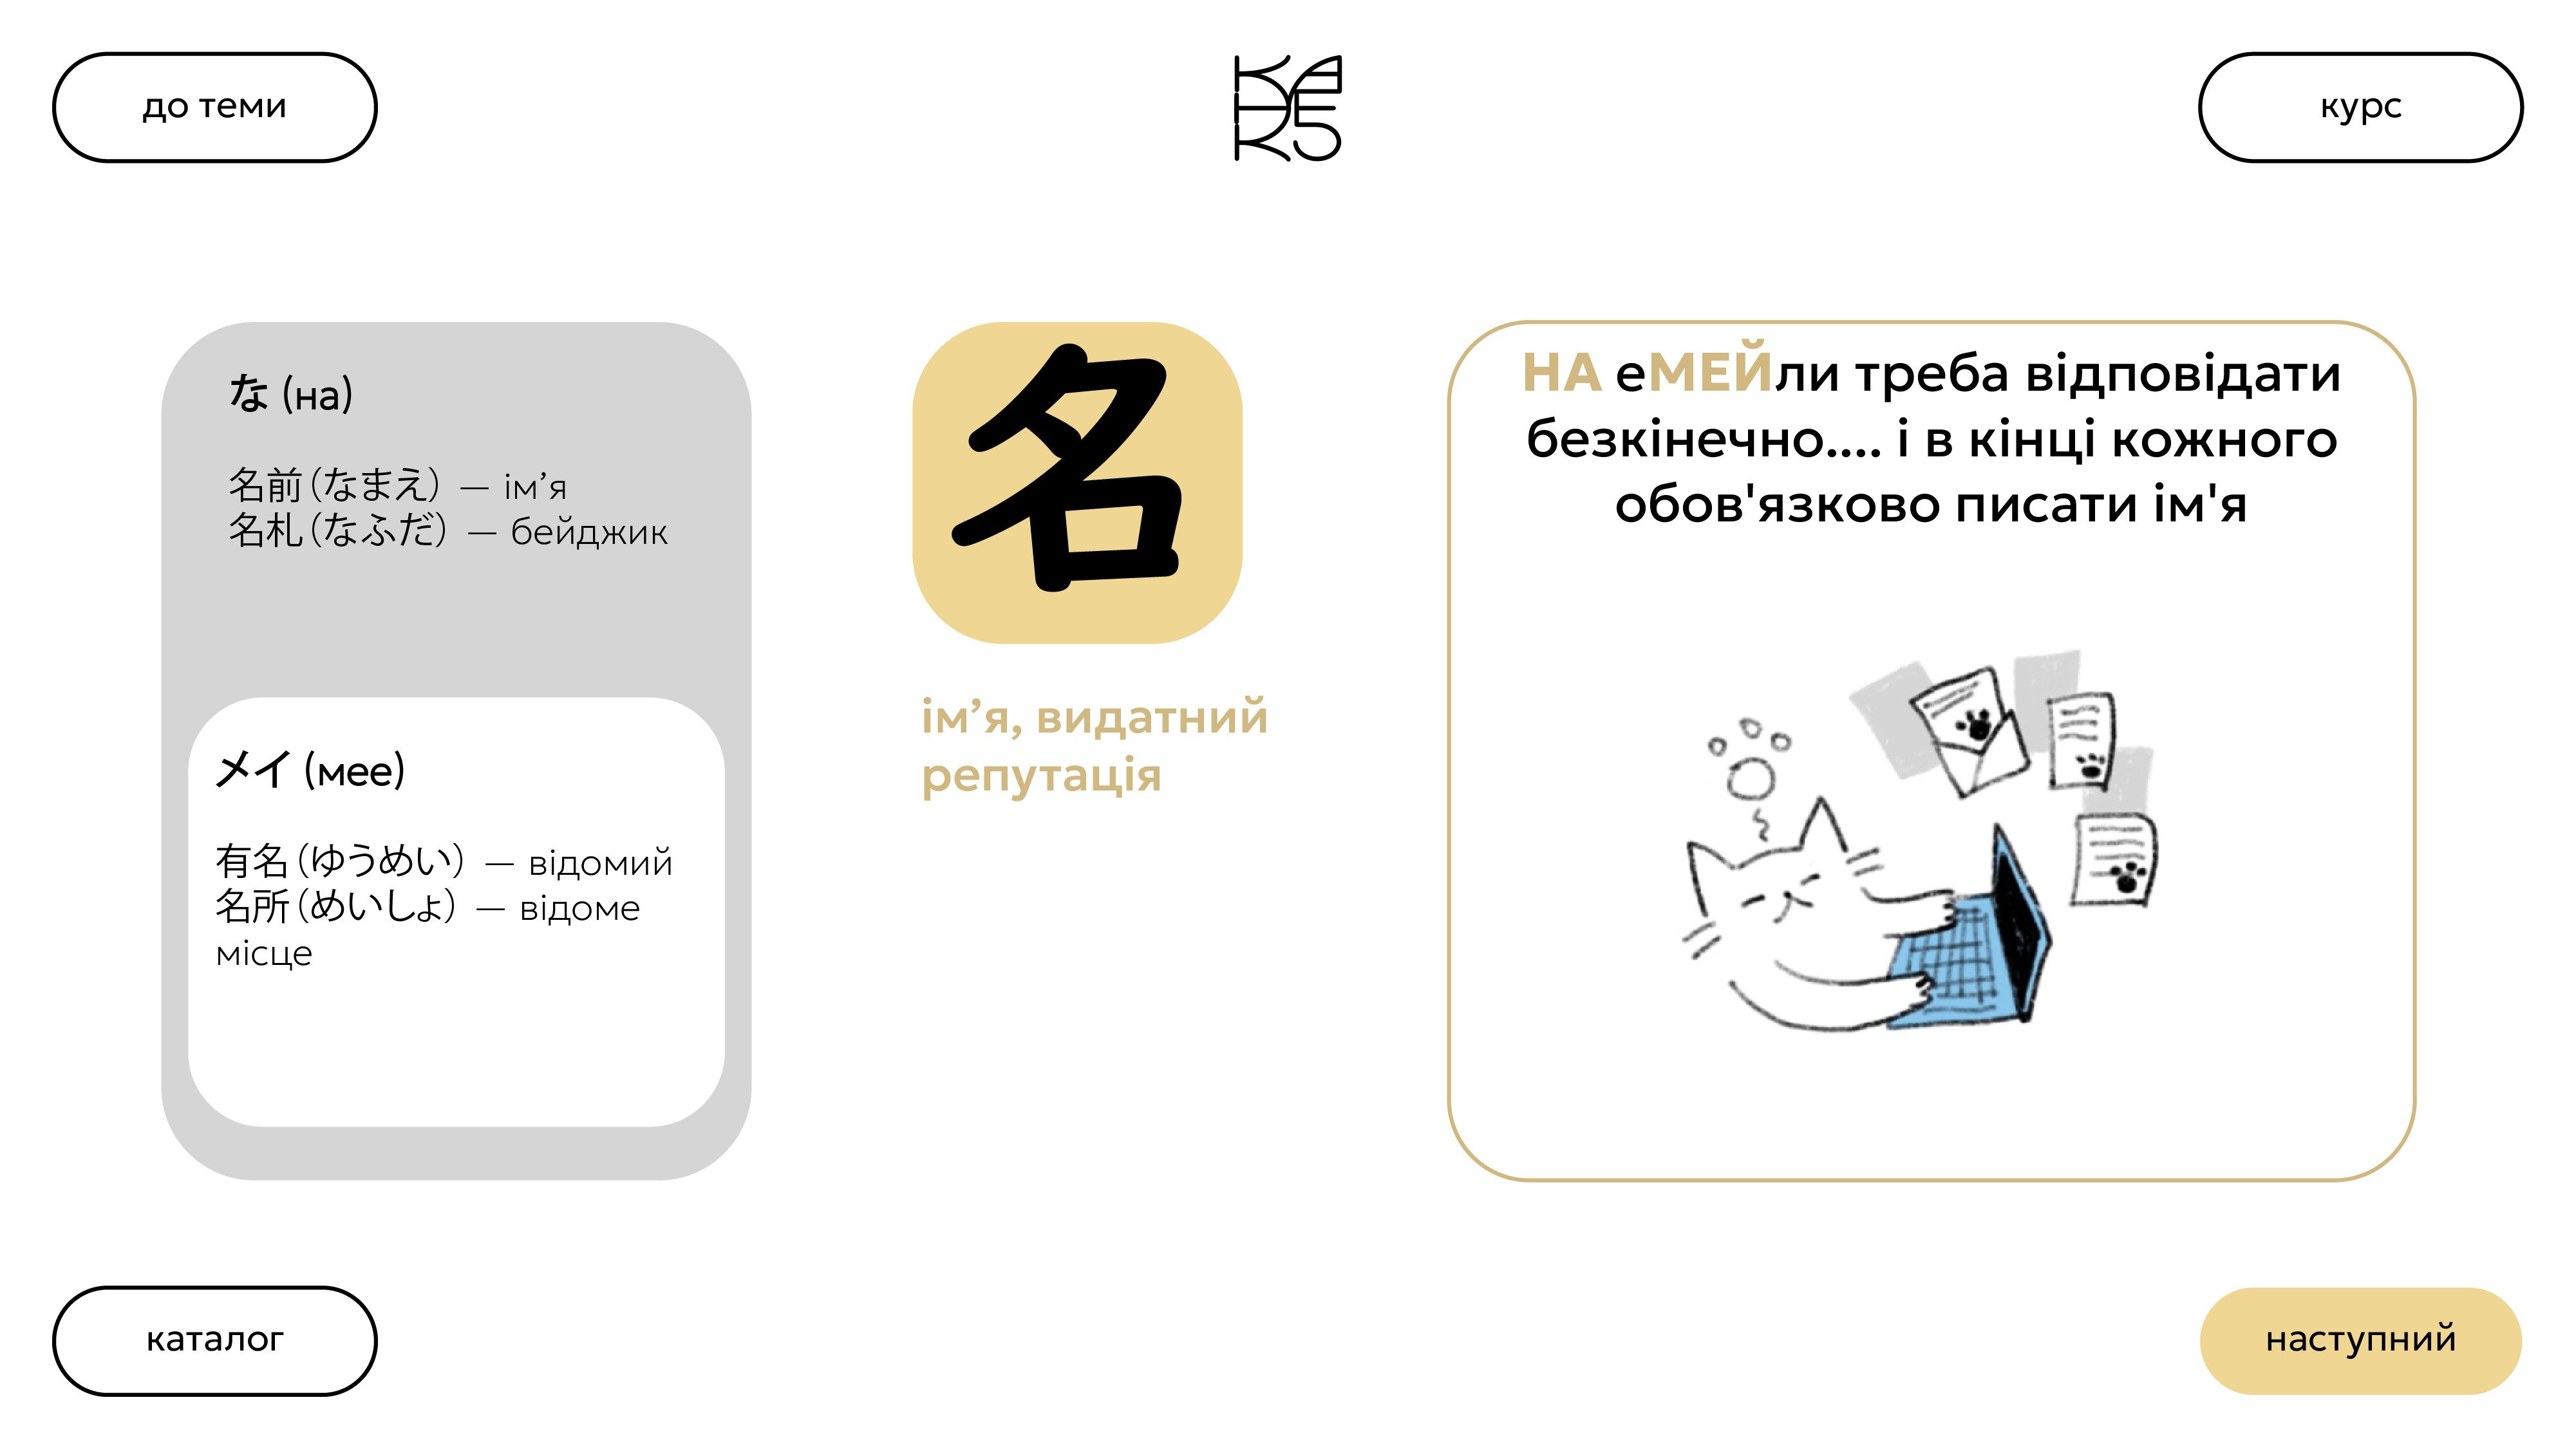 до теми
курс
な (на)
名前（なまえ） — ім’я
名札（なふだ） — бейджик
メイ (мее)
有名（ゆうめい） — відомий
名所（めいしょ） — відоме
місце
名
ім’я, видатний
репутація
НА еМЕЙли треба відповідати
безкінечно.... і в кінці кожного
обов'язково писати ім'я
каталог
наступний